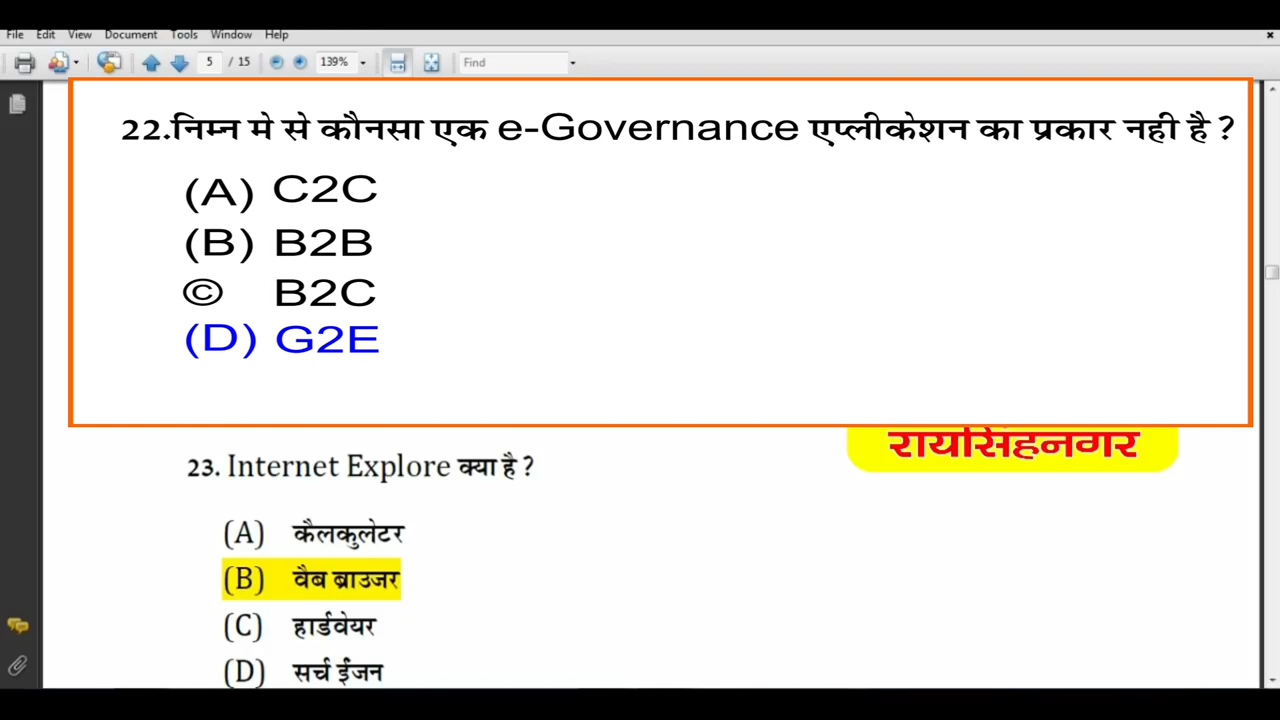 File Edit View Document Tools Window Help
5 / 15 139% Find
22.निम्न मे से कौनसा एक e-Governance एप्लीकेशन का प्रकार नही है ?
(A) C2C
(B) B2B
© B2C
(D) G2E
रायसिंहनगर
23. Internet Explore क्या है ?
(A) कैलकुलेटर
(B) वैब ब्राउजर
(C) हार्डवेयर
(D) सर्च ईंजन